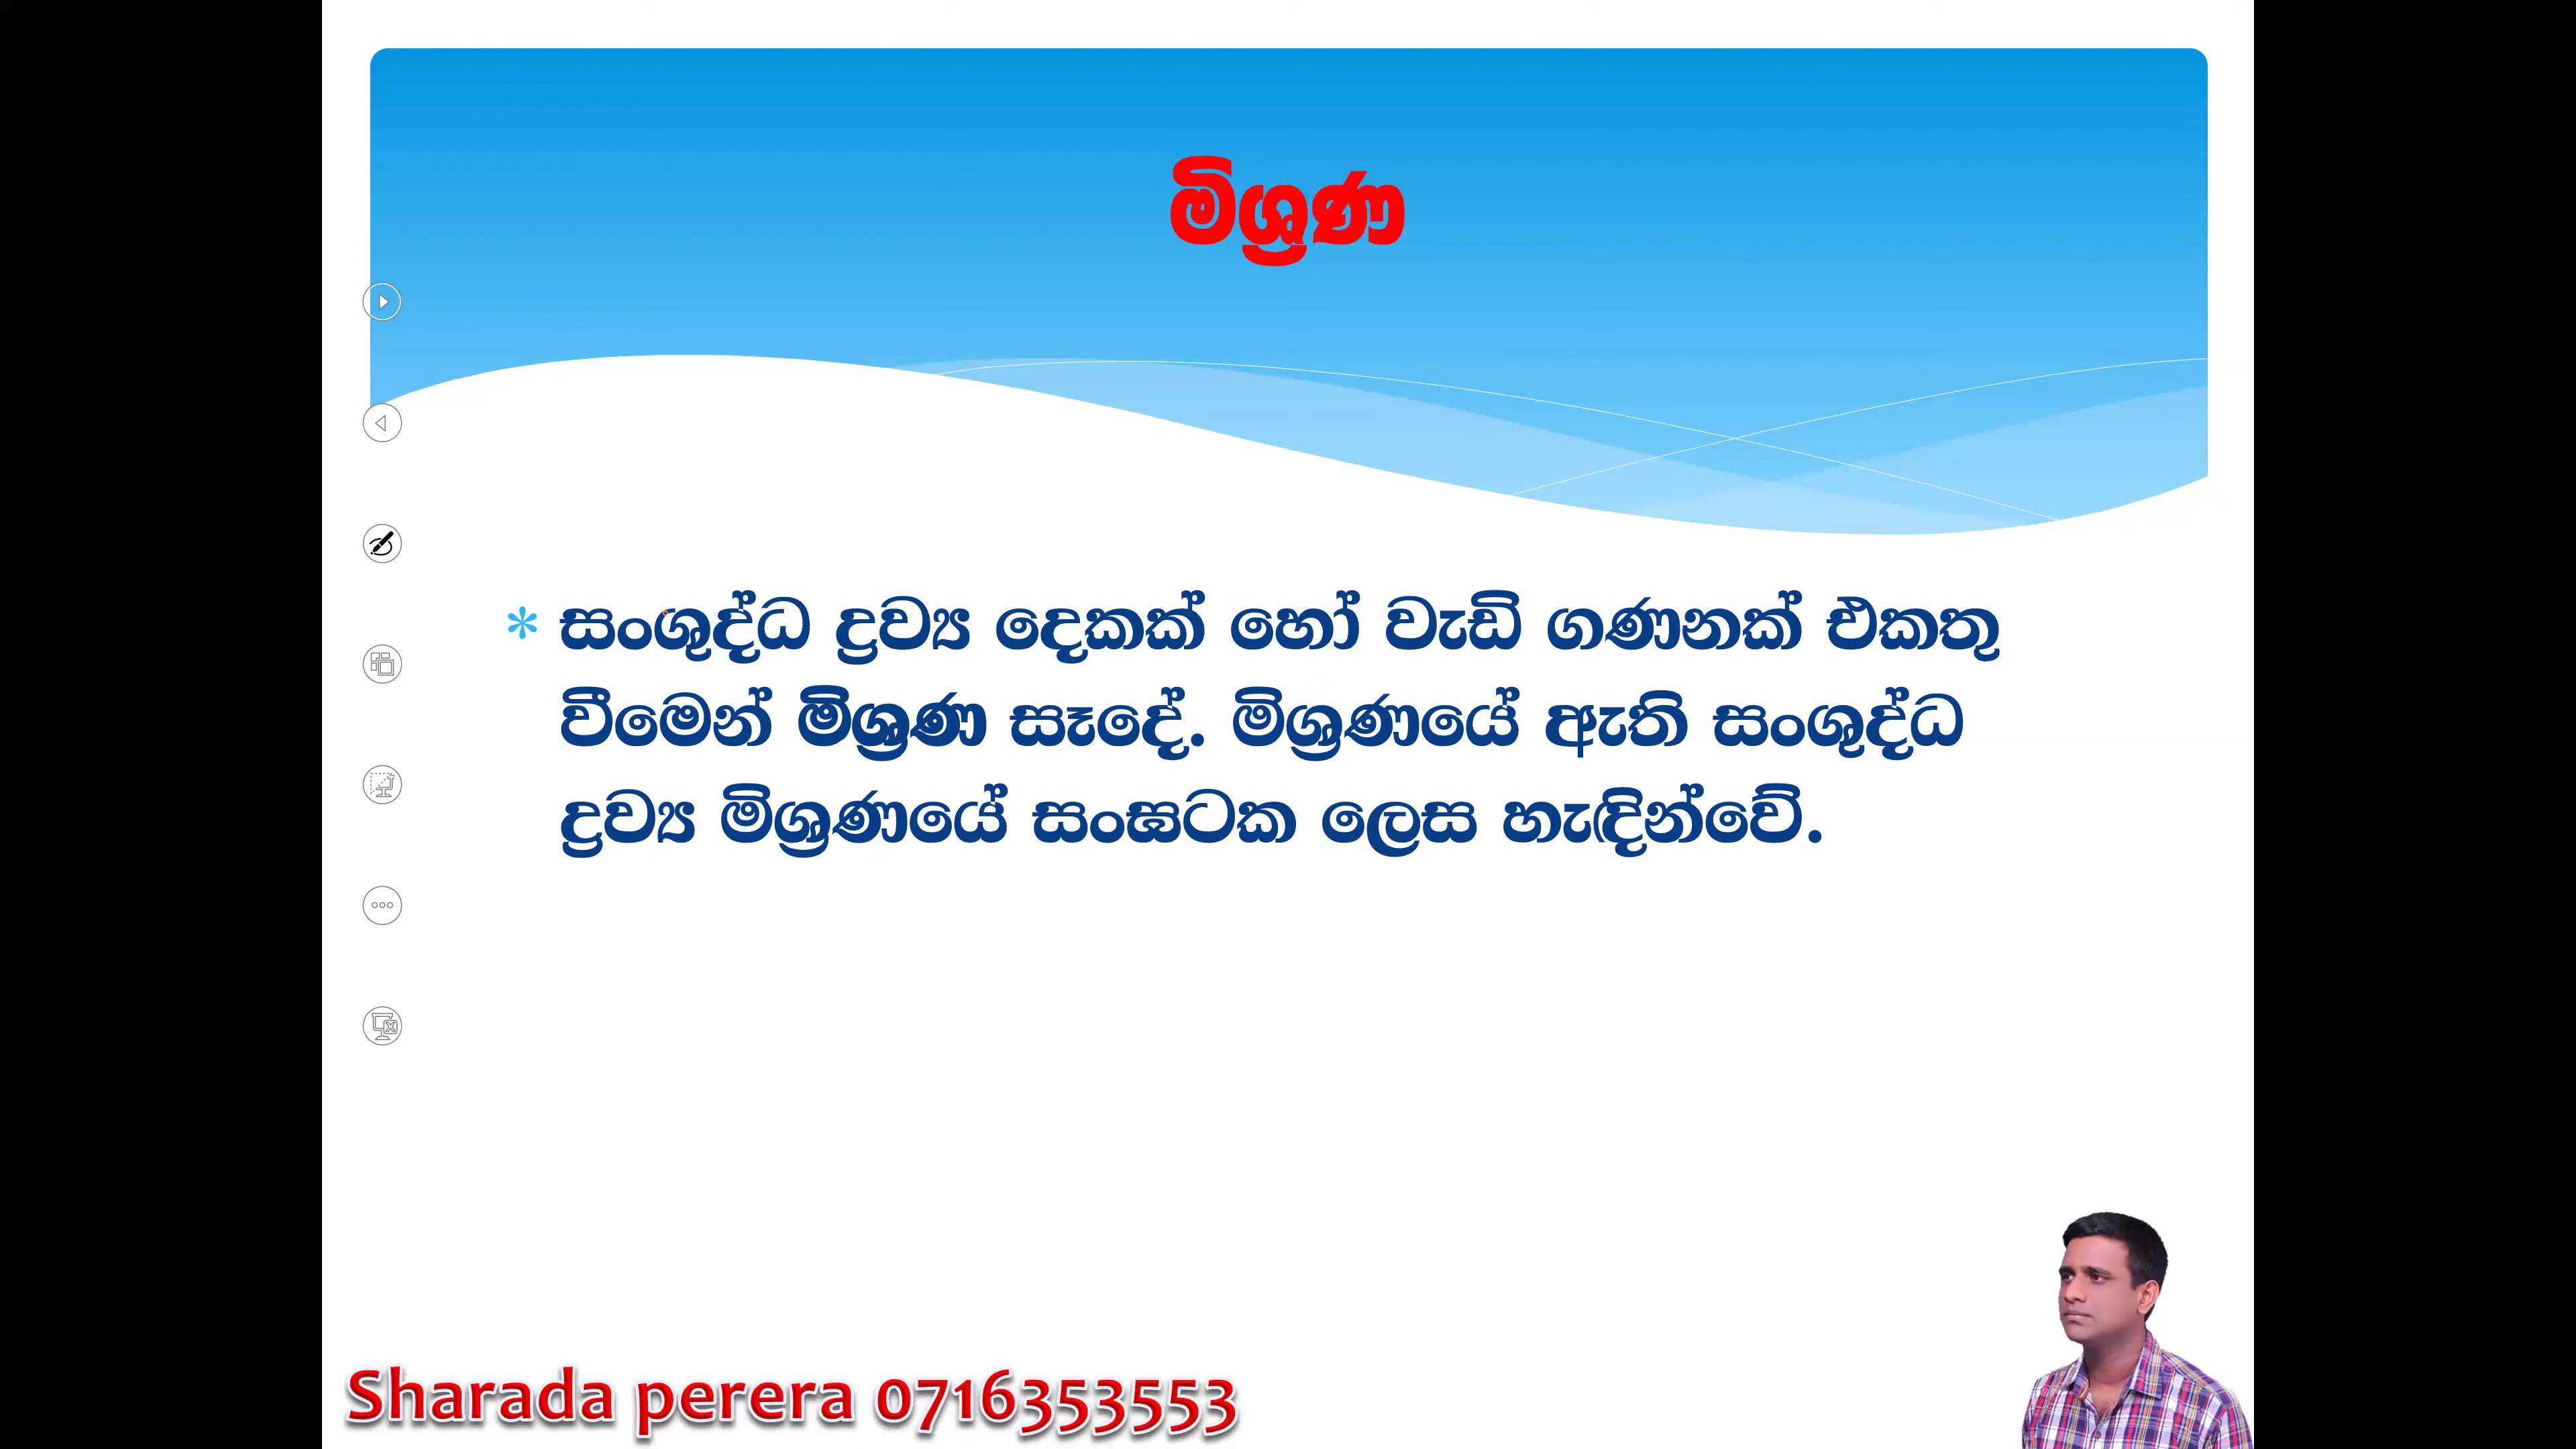 මිශ්‍රණ
* සංශුද්ධ ද්‍රව්‍ය දෙකක් හෝ වැඩි ගණනක් එකතු
වීමෙන් මිශ්‍රණ සෑදේ. මිශ්‍රණයේ ඇති සංශුද්ධ
ද්‍රව්‍ය මිශ්‍රණයේ සංඝටක ලෙස හැඳින්වේ.
Sharada perera 0716353553